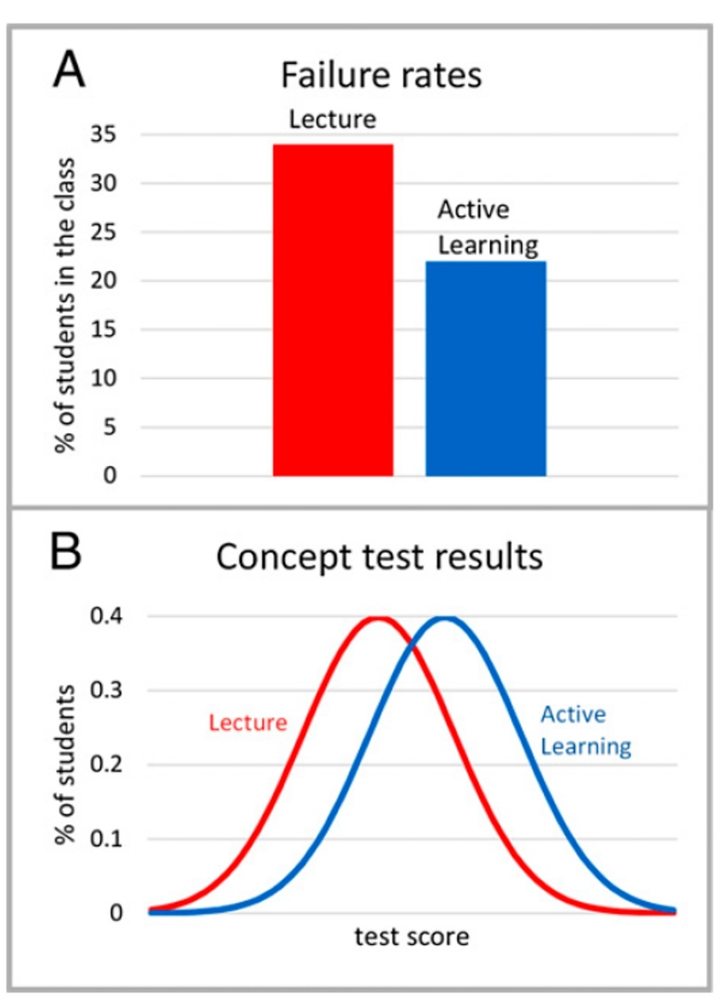 A
Failure rates
Lecture
Active
Learning
% of students in the class
35
30
25
20
15
10
5
0
B
Concept test results
0.4
0.3
0.2
0.1
0
% of students
Lecture
Active
Learning
test score